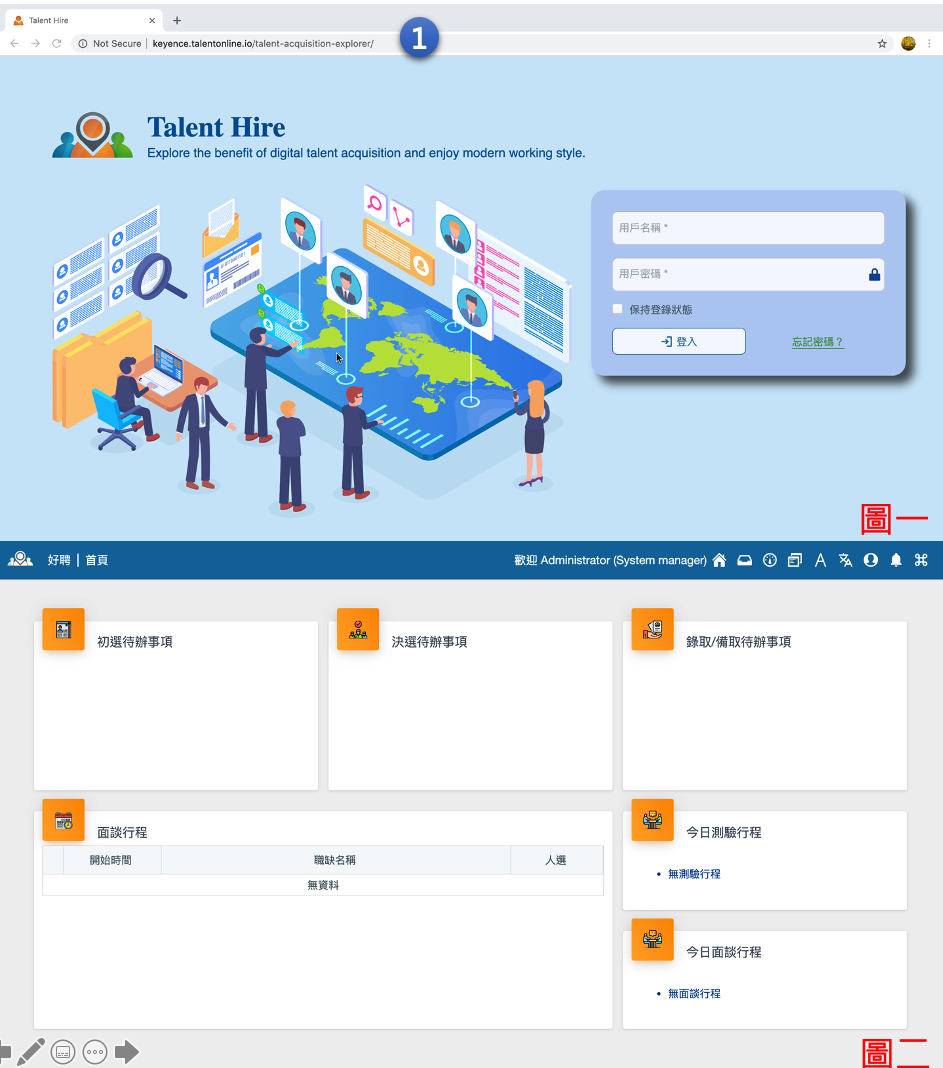 Talent Hire
Not Secure | keyence.talentonline.io/talent-acquisition-explorer/
1
Talent Hire
Explore the benefit of digital talent acquisition and enjoy modern working style.
用戶名稱 *
用戶密碼 *
保持登錄狀態
登入
忘記密碼？
圖一
好聘 | 首頁
歡迎 Administrator (System manager)
初選待辦事項
決選待辦事項
錄取/備取待辦事項
面談行程
開始時間 職缺名稱 人選
無資料
今日測驗行程
• 無測驗行程
今日面談行程
• 無面談行程
圖二